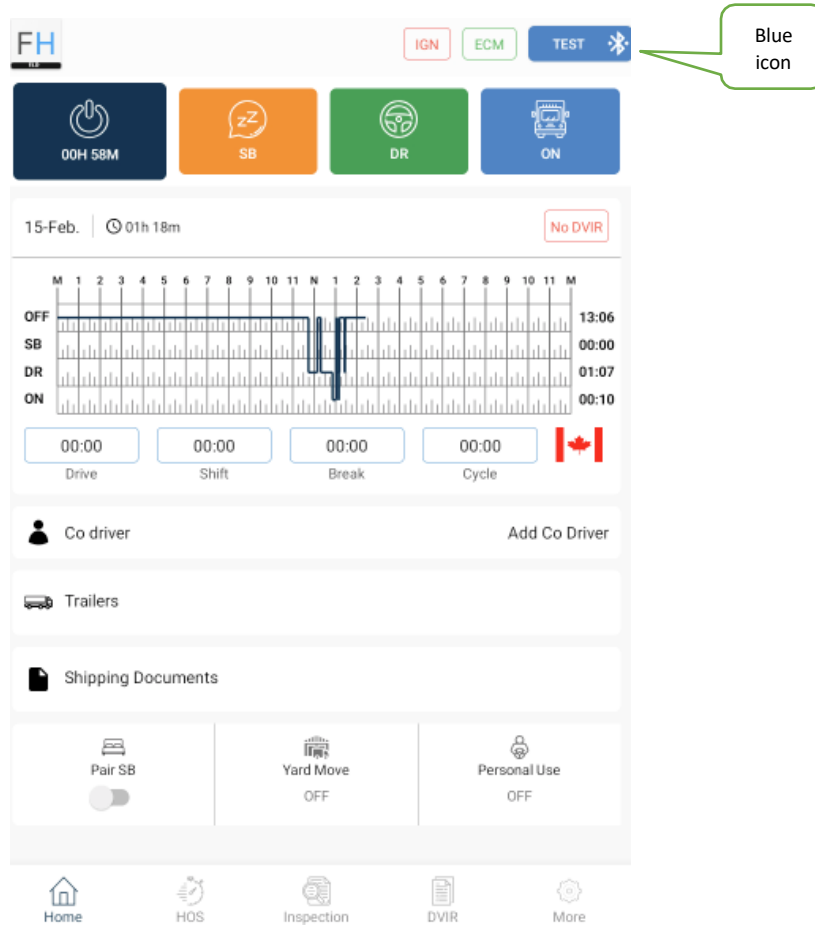 FH
ELD
IGN
ECM
TEST
Blue
icon
00H 58M
zZ
SB
DR
ON
15-Feb.
01h 18m
No DVIR
M 1 2 3 4 5 6 7 8 9 10 11 N 1 2 3 4 5 6 7 8 9 10 11 M
OFF 13:06
SB 00:00
DR 01:07
ON 00:10
00:00 00:00 00:00 00:00
Drive Shift Break Cycle
Co driver Add Co Driver
Trailers
Shipping Documents
Pair SB Yard Move Personal Use
OFF OFF
Home HOS Inspection DVIR More